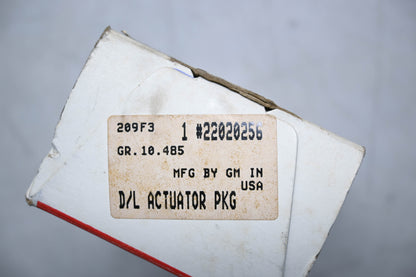 209F3 1 #22020256
GR.10.485
MFG BY GM IN
USA
D/L ACTUATOR PKG